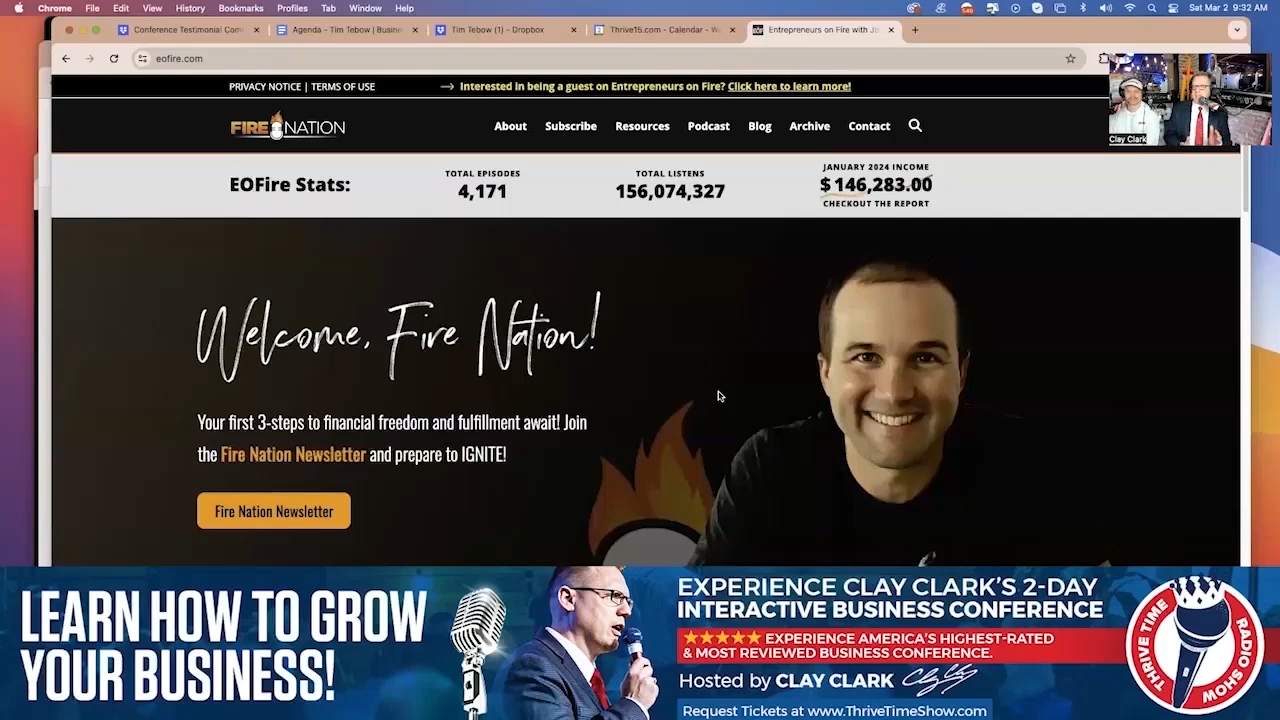 Chrome File Edit View History Bookmarks Profiles Tab Window Help
Sat Mar 2 9:32 AM
Conference Testimonial Com
Agenda - Tim Tebow | Busine
Tim Tebow (1) - Dropbox
Thrive15.com - Calendar - W
Entrepreneurs on Fire with Jo
eofire.com
PRIVACY NOTICE | TERMS OF USE
Interested in being a guest on Entrepreneurs on Fire? Click here to learn more!
FIRE NATION
About Subscribe Resources Podcast Blog Archive Contact
Clay Clark
EOFire Stats:
TOTAL EPISODES
4,171
TOTAL LISTENS
156,074,327
JANUARY 2024 INCOME
$146,283.00
CHECKOUT THE REPORT
Welcome, Fire Nation!
Your first 3-steps to financial freedom and fulfillment await! Join
the Fire Nation Newsletter and prepare to IGNITE!
Fire Nation Newsletter
LEARN HOW TO GROW
YOUR BUSINESS!
EXPERIENCE CLAY CLARK'S 2-DAY
INTERACTIVE BUSINESS CONFERENCE
EXPERIENCE AMERICA'S HIGHEST-RATED
& MOST REVIEWED BUSINESS CONFERENCE.
Hosted by CLAY CLARK
Request Tickets at www.ThriveTimeShow.com
THRIVE TIME
RADIO SHOW